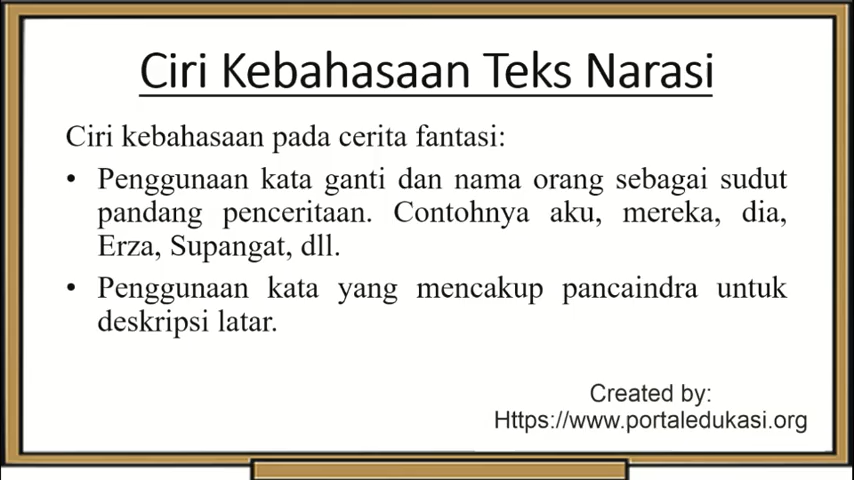 Ciri Kebahasaan Teks Narasi
Ciri kebahasaan pada cerita fantasi:
• Penggunaan kata ganti dan nama orang sebagai sudut
pandang penceritaan. Contohnya aku, mereka, dia,
Erza, Supangat, dll.
• Penggunaan kata yang mencakup pancaindra untuk
deskripsi latar.
Created by:
Https://www.portaledukasi.org